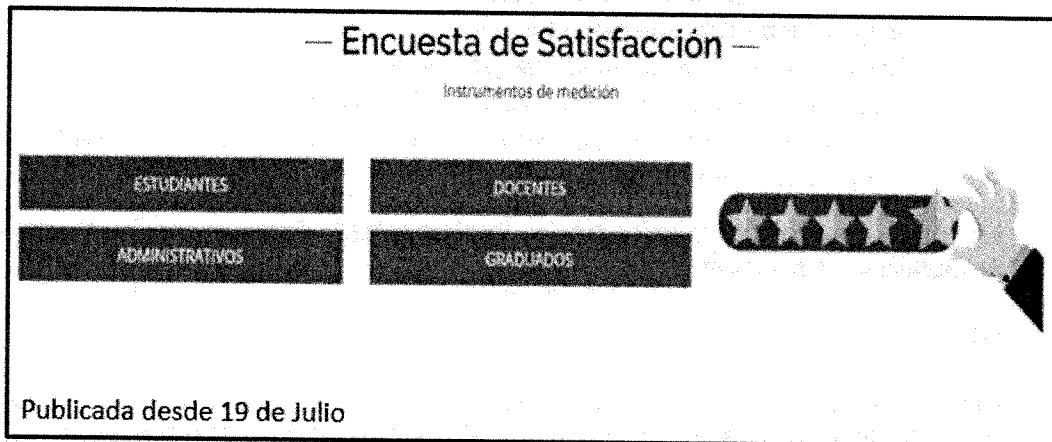 — Encuesta de Satisfacción —
Instrumentos de medición
ESTUDIANTES
DOCENTES
ADMINISTRATIVOS
GRADUADOS
Publicada desde 19 de Julio